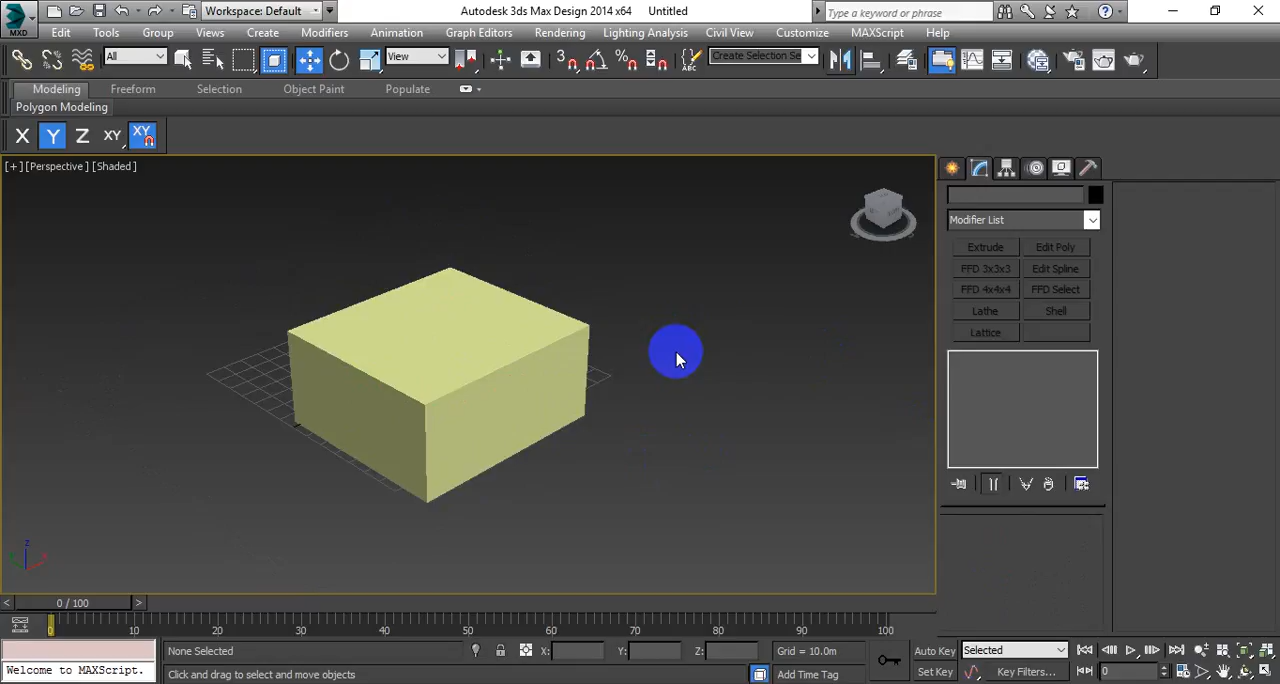 MXD Workspace: Default Autodesk 3ds Max Design 2014 x64 Untitled Type a keyword or phrase
Edit Tools Group Views Create Modifiers Animation Graph Editors Rendering Lighting Analysis Civil View Customize MAXScript Help
All View 3 Create Selection Se
Modeling Freeform Selection Object Paint Populate
Polygon Modeling
X Y Z XY XY
[+] [Perspective] [Shaded]
Modifier List
Extrude Edit Poly
FFD 3x3x3 Edit Spline
FFD 4x4x4 FFD Select
Lathe Shell
Lattice
z
< 0 / 100 >
0 10 20 30 40 50 60 70 80 90 100
None Selected X: Y: Z: Grid = 10.0m Auto Key Selected
Welcome to MAXScript. Click and drag to select and move objects Add Time Tag Set Key Key Filters... 0